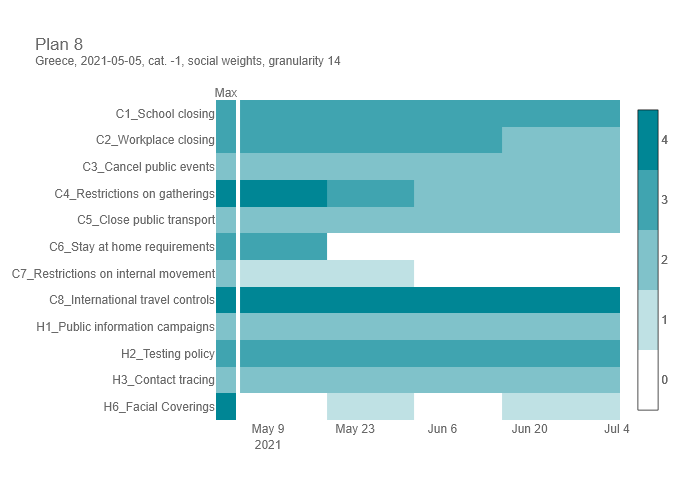 Plan 8
Greece, 2021-05-05, cat. -1, social weights, granularity 14
Max
C1_School closing
C2_Workplace closing
C3_Cancel public events
C4_Restrictions on gatherings
C5_Close public transport
C6_Stay at home requirements
C7_Restrictions on internal movement
C8_International travel controls
H1_Public information campaigns
H2_Testing policy
H3_Contact tracing
H6_Facial Coverings
May 9 May 23 Jun 6 Jun 20 Jul 4
2021
4
3
2
1
0